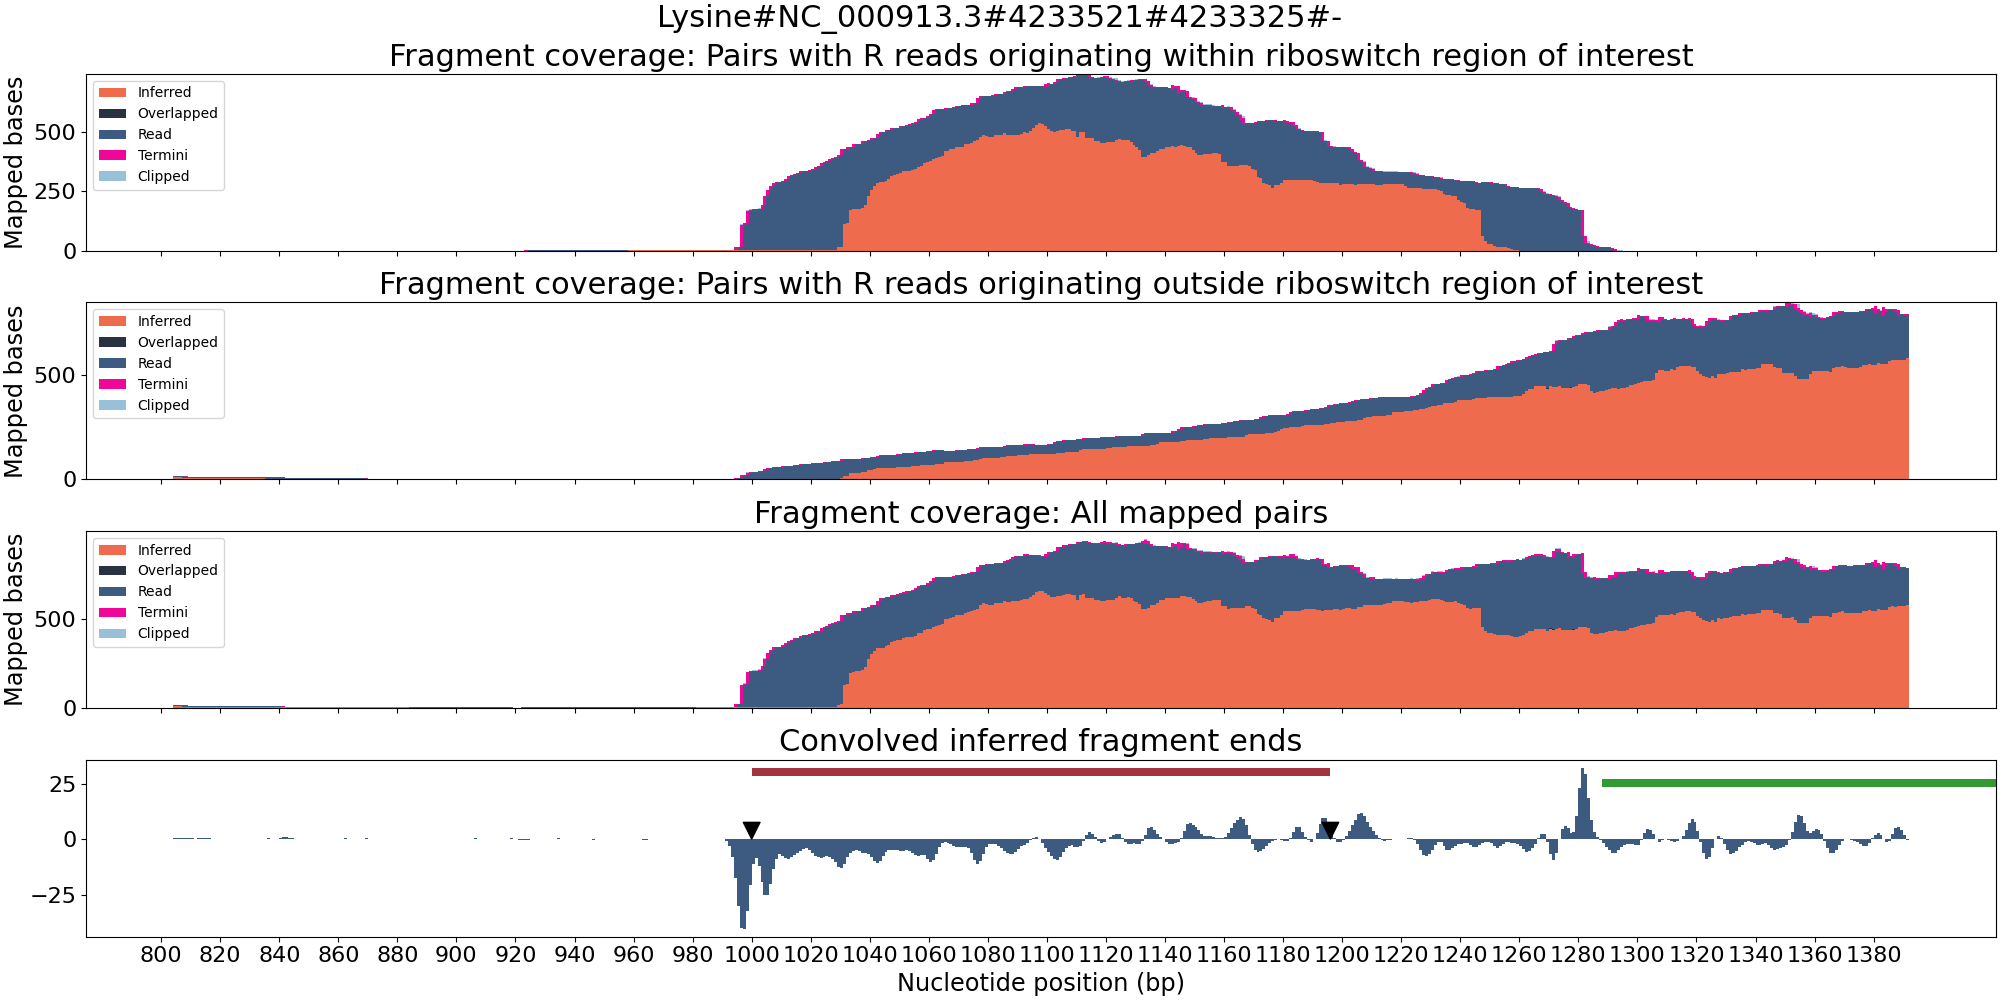 Lysine#NC_000913.3#4233521#4233325#-
Fragment coverage: Pairs with R reads originating within riboswitch region of interest
Mapped bases
500
250
0
Inferred
Overlapped
Read
Termini
Clipped
Fragment coverage: Pairs with R reads originating outside riboswitch region of interest
Mapped bases
500
0
Inferred
Overlapped
Read
Termini
Clipped
Fragment coverage: All mapped pairs
Mapped bases
500
0
Inferred
Overlapped
Read
Termini
Clipped
Convolved inferred fragment ends
25
0
−25
800 820 840 860 880 900 920 940 960 980 1000 1020 1040 1060 1080 1100 1120 1140 1160 1180 1200 1220 1240 1260 1280 1300 1320 1340 1360 1380
Nucleotide position (bp)